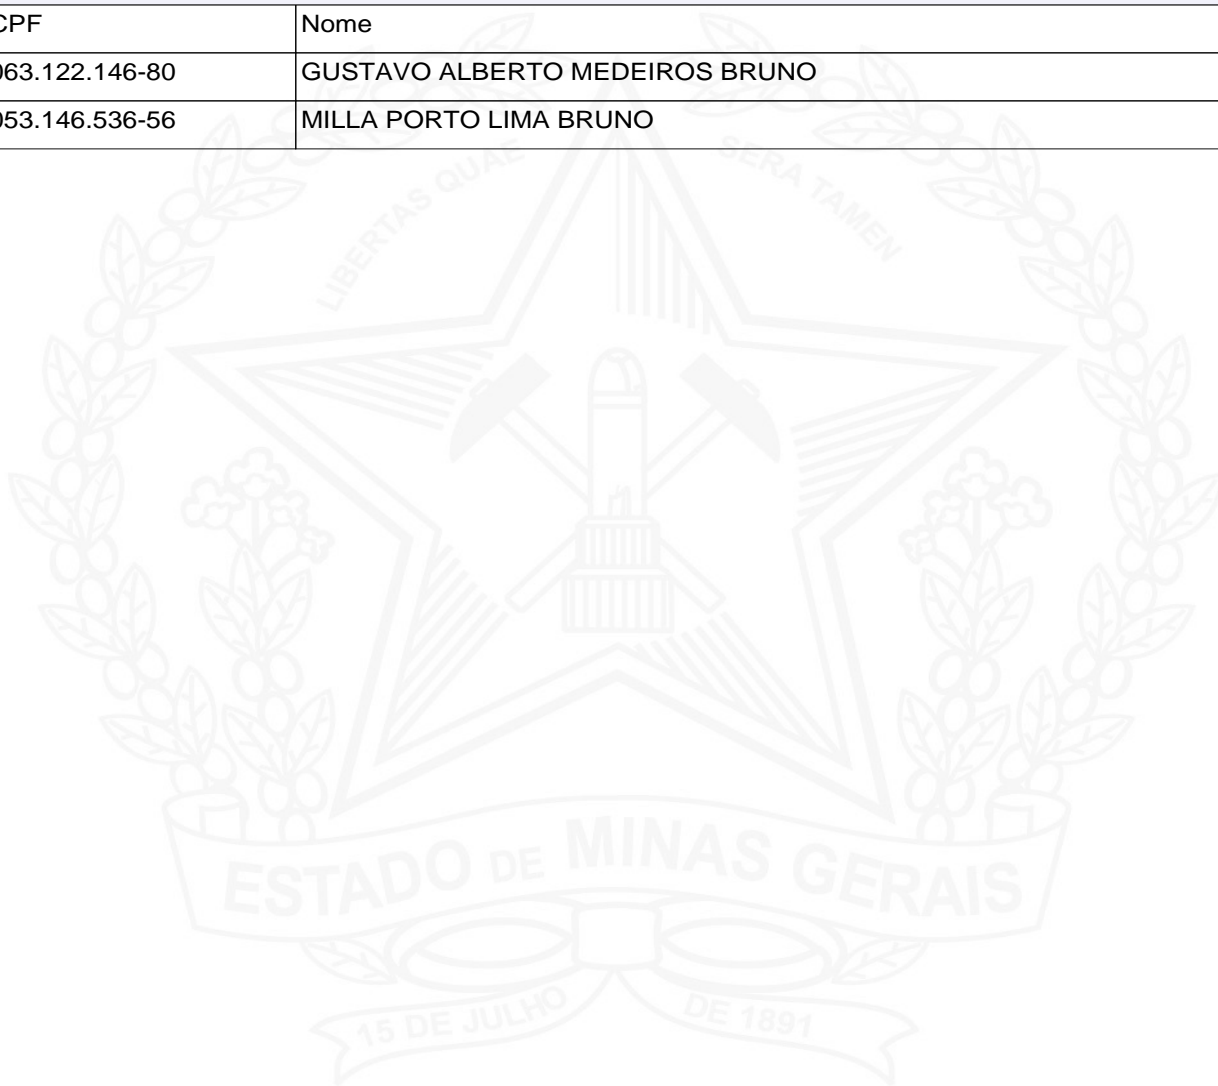 CPF Nome
063.122.146-80 GUSTAVO ALBERTO MEDEIROS BRUNO
053.146.536-56 MILLA PORTO LIMA BRUNO
LIBERTAS QUAE SERA TAMEN
ESTADO DE MINAS GERAIS
15 DE JULHO DE 1891